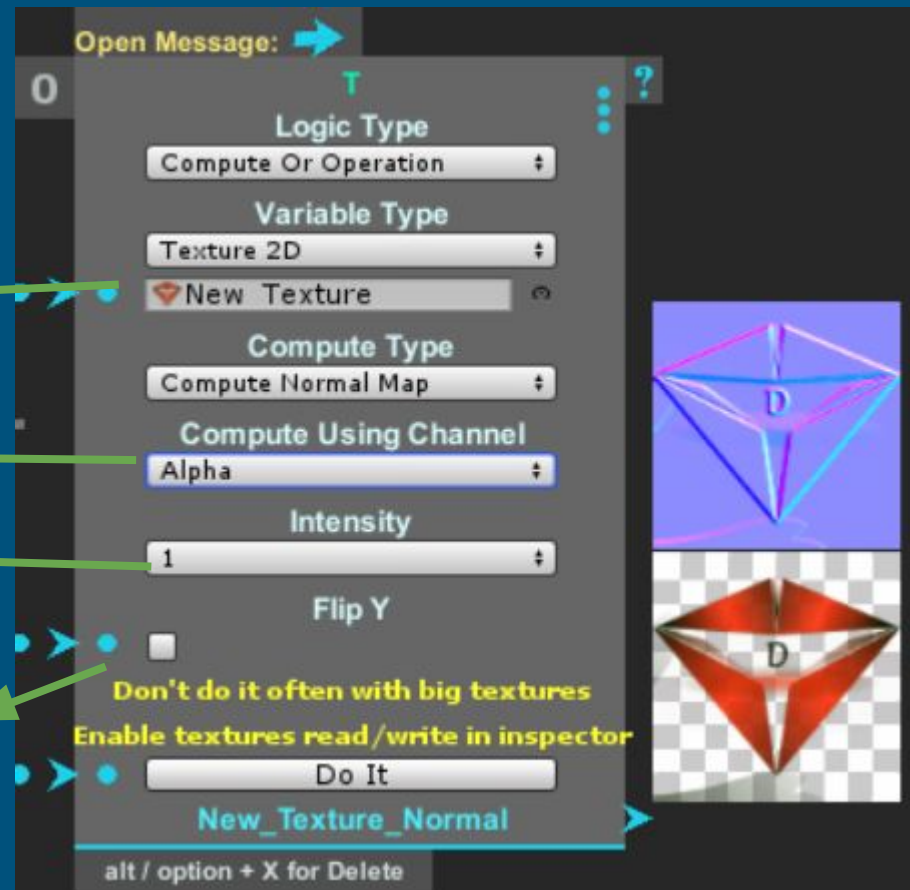 Open Message:
0
T
?
Logic Type
Compute Or Operation
Variable Type
Texture 2D
New Texture
Compute Type
Compute Normal Map
D
Compute Using Channel
Alpha
Intensity
1
Flip Y
D
Don't do it often with big textures
Enable textures read/write in inspector
Do It
New_Texture_Normal
alt / option + X for Delete